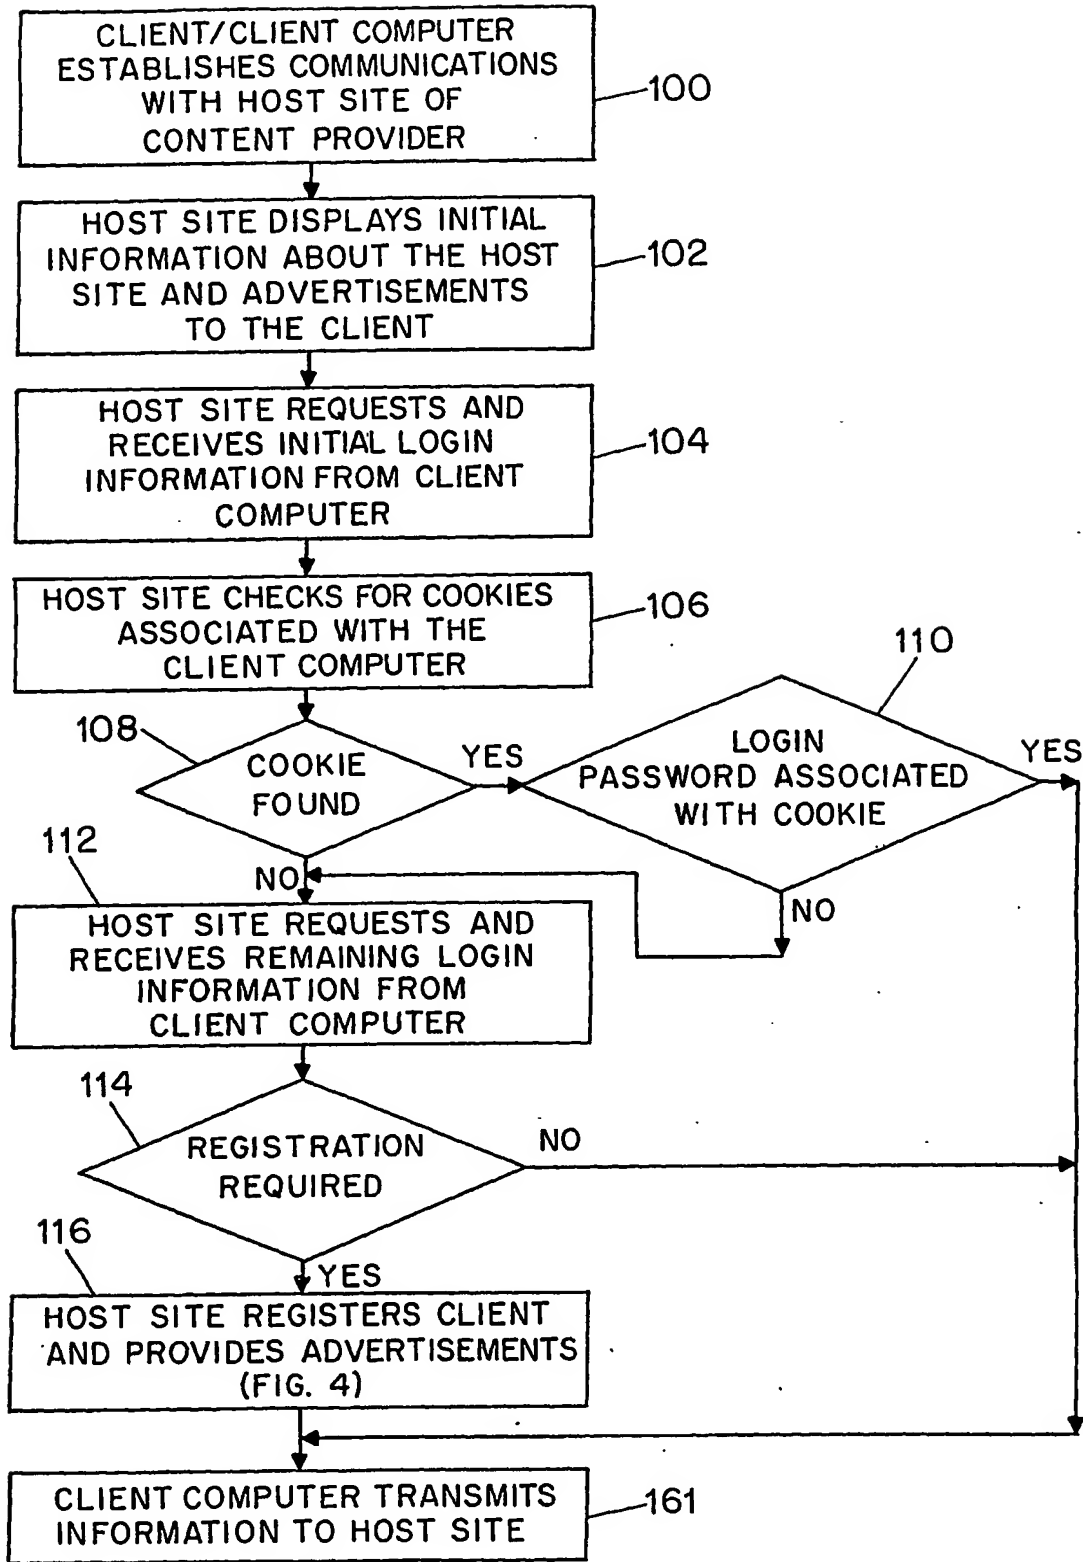 CLIENT/CLIENT COMPUTER
ESTABLISHES COMMUNICATIONS
WITH HOST SITE OF
CONTENT PROVIDER
100
HOST SITE DISPLAYS INITIAL
INFORMATION ABOUT THE HOST
SITE AND ADVERTISEMENTS
TO THE CLIENT
102
HOST SITE REQUESTS AND
RECEIVES INITIAL LOGIN
INFORMATION FROM CLIENT
COMPUTER
104
HOST SITE CHECKS FOR COOKIES
ASSOCIATED WITH THE
CLIENT COMPUTER
106
108
COOKIE
FOUND
YES
NO
110
LOGIN
PASSWORD ASSOCIATED
WITH COOKIE
YES
NO
112
HOST SITE REQUESTS AND
RECEIVES REMAINING LOGIN
INFORMATION FROM
CLIENT COMPUTER
114
REGISTRATION
REQUIRED
NO
YES
116
HOST SITE REGISTERS CLIENT
AND PROVIDES ADVERTISEMENTS
(FIG. 4)
CLIENT COMPUTER TRANSMITS
INFORMATION TO HOST SITE
161